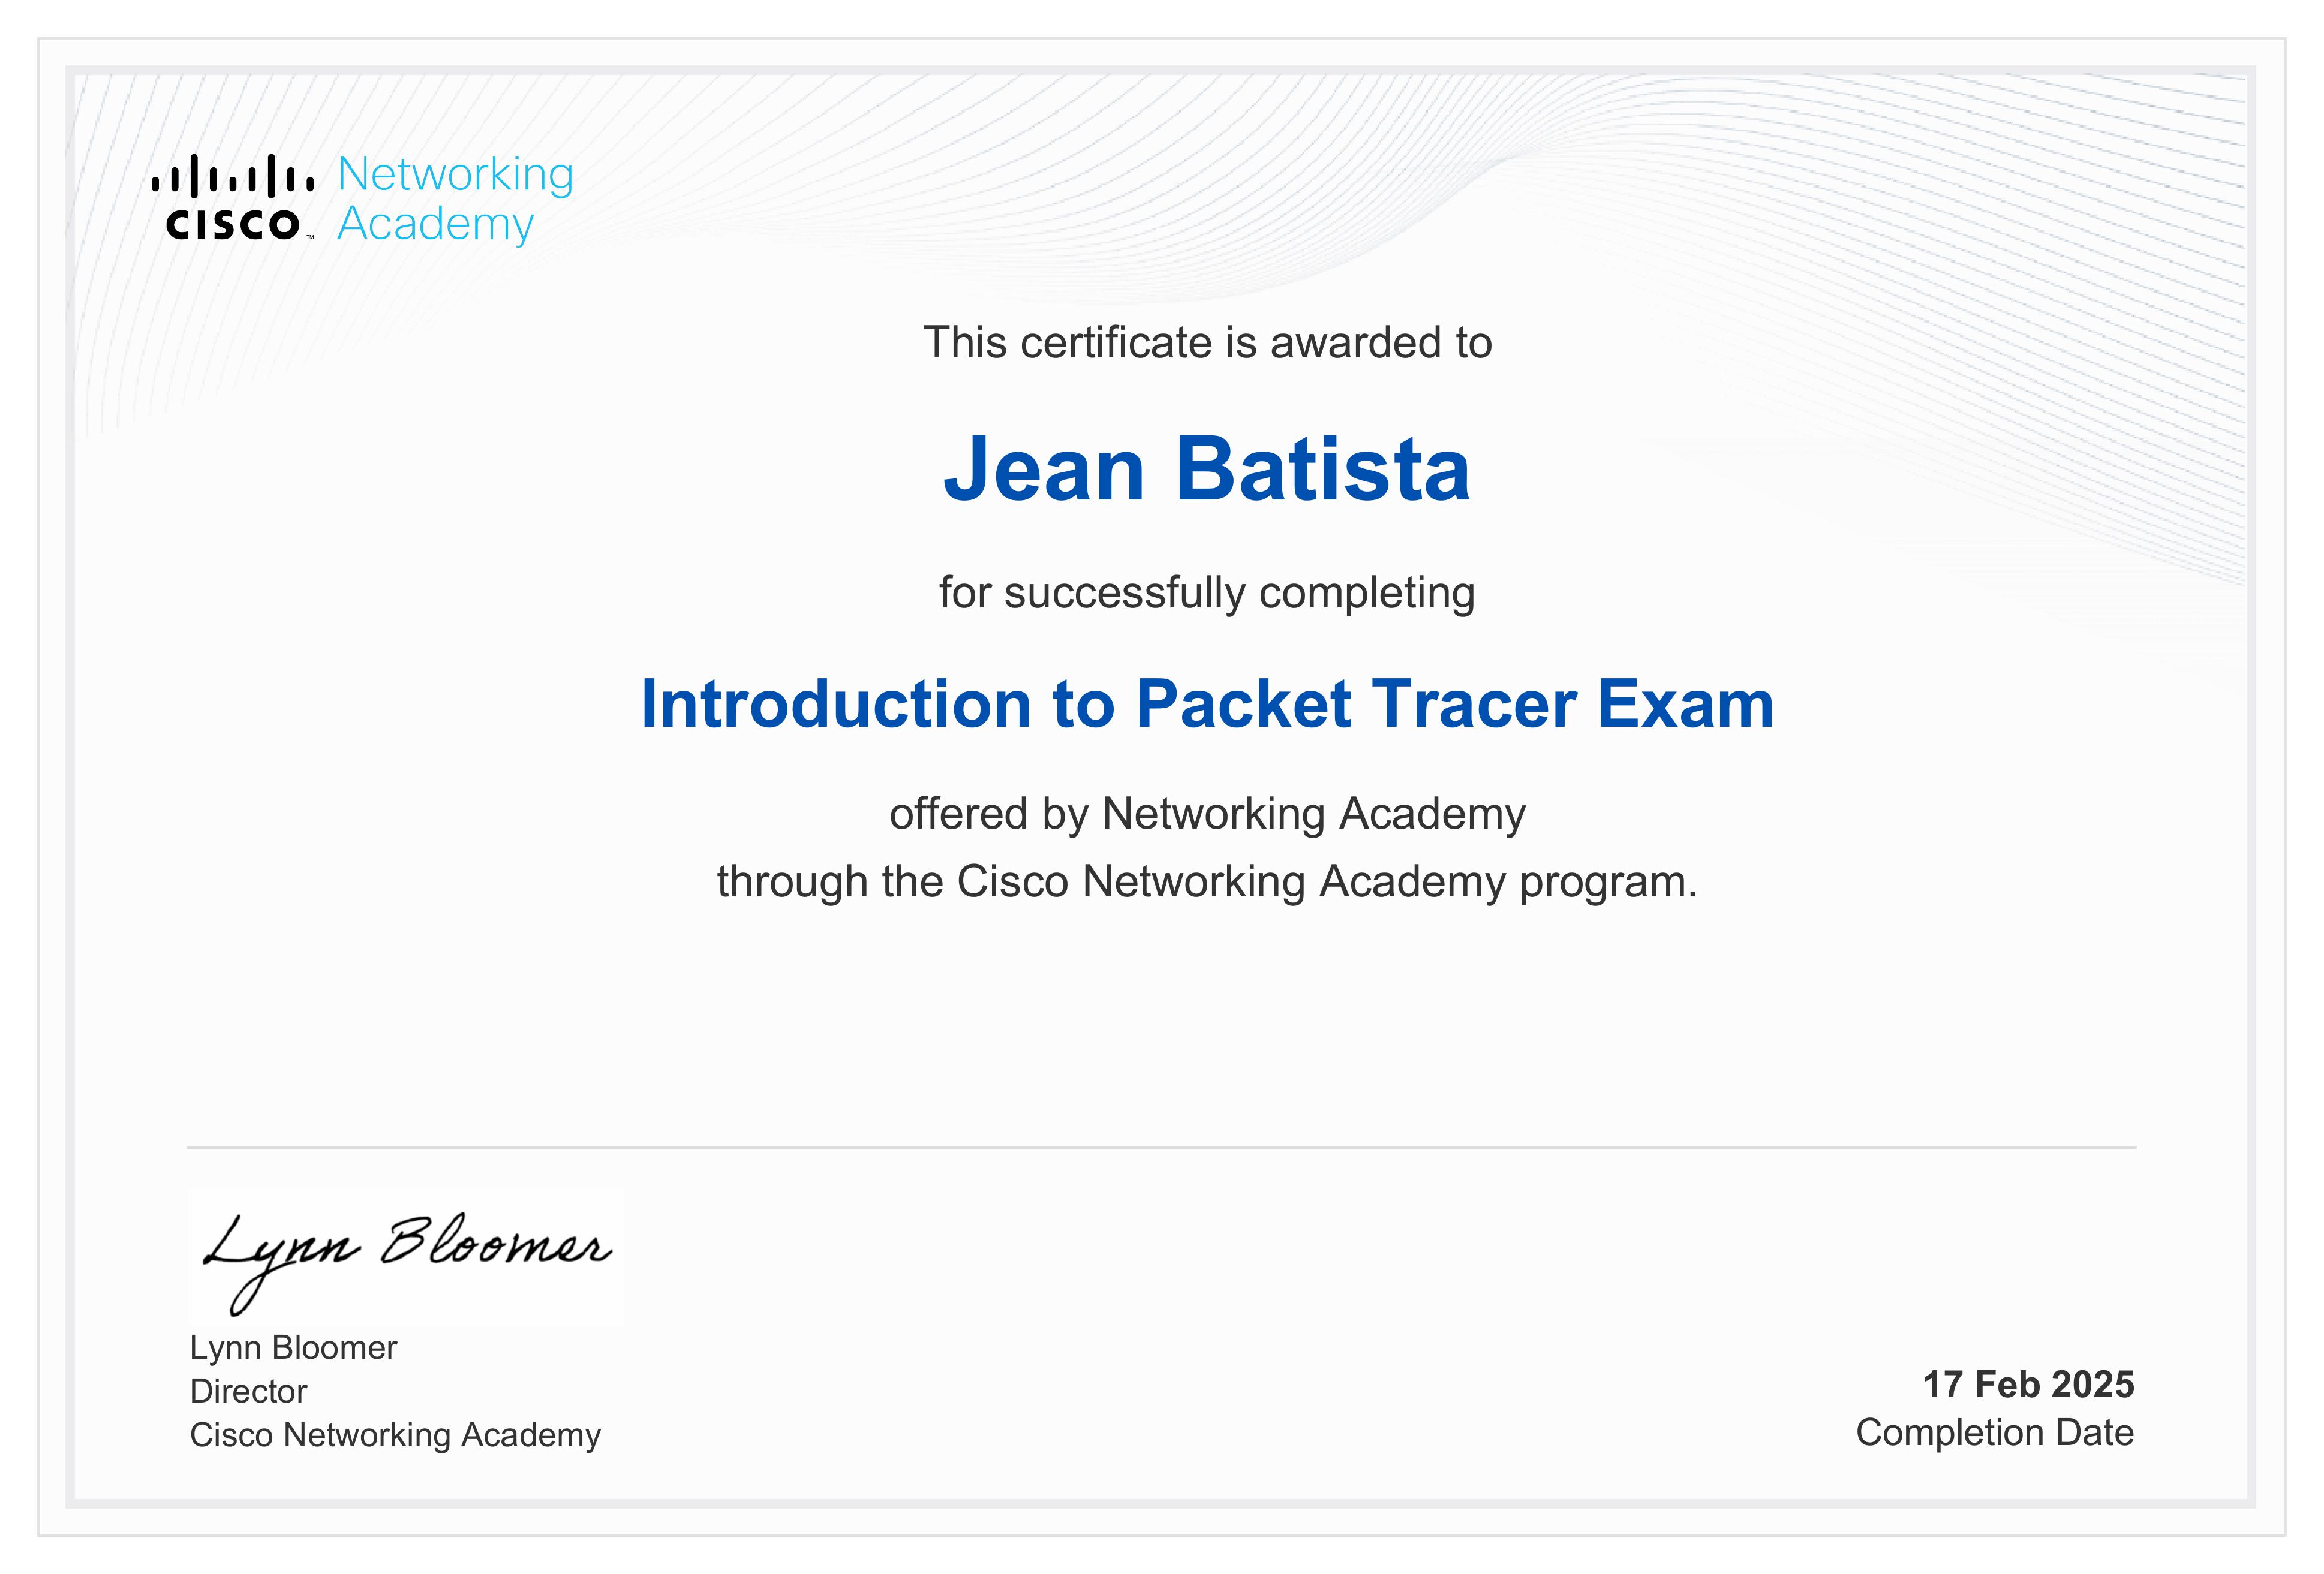 CISCO
Networking
Academy
This certificate is awarded to
Jean Batista
for successfully completing
Introduction to Packet Tracer Exam
offered by Networking Academy
through the Cisco Networking Academy program.
Lynn Bloomer
Lynn Bloomer
Director
Cisco Networking Academy
17 Feb 2025
Completion Date